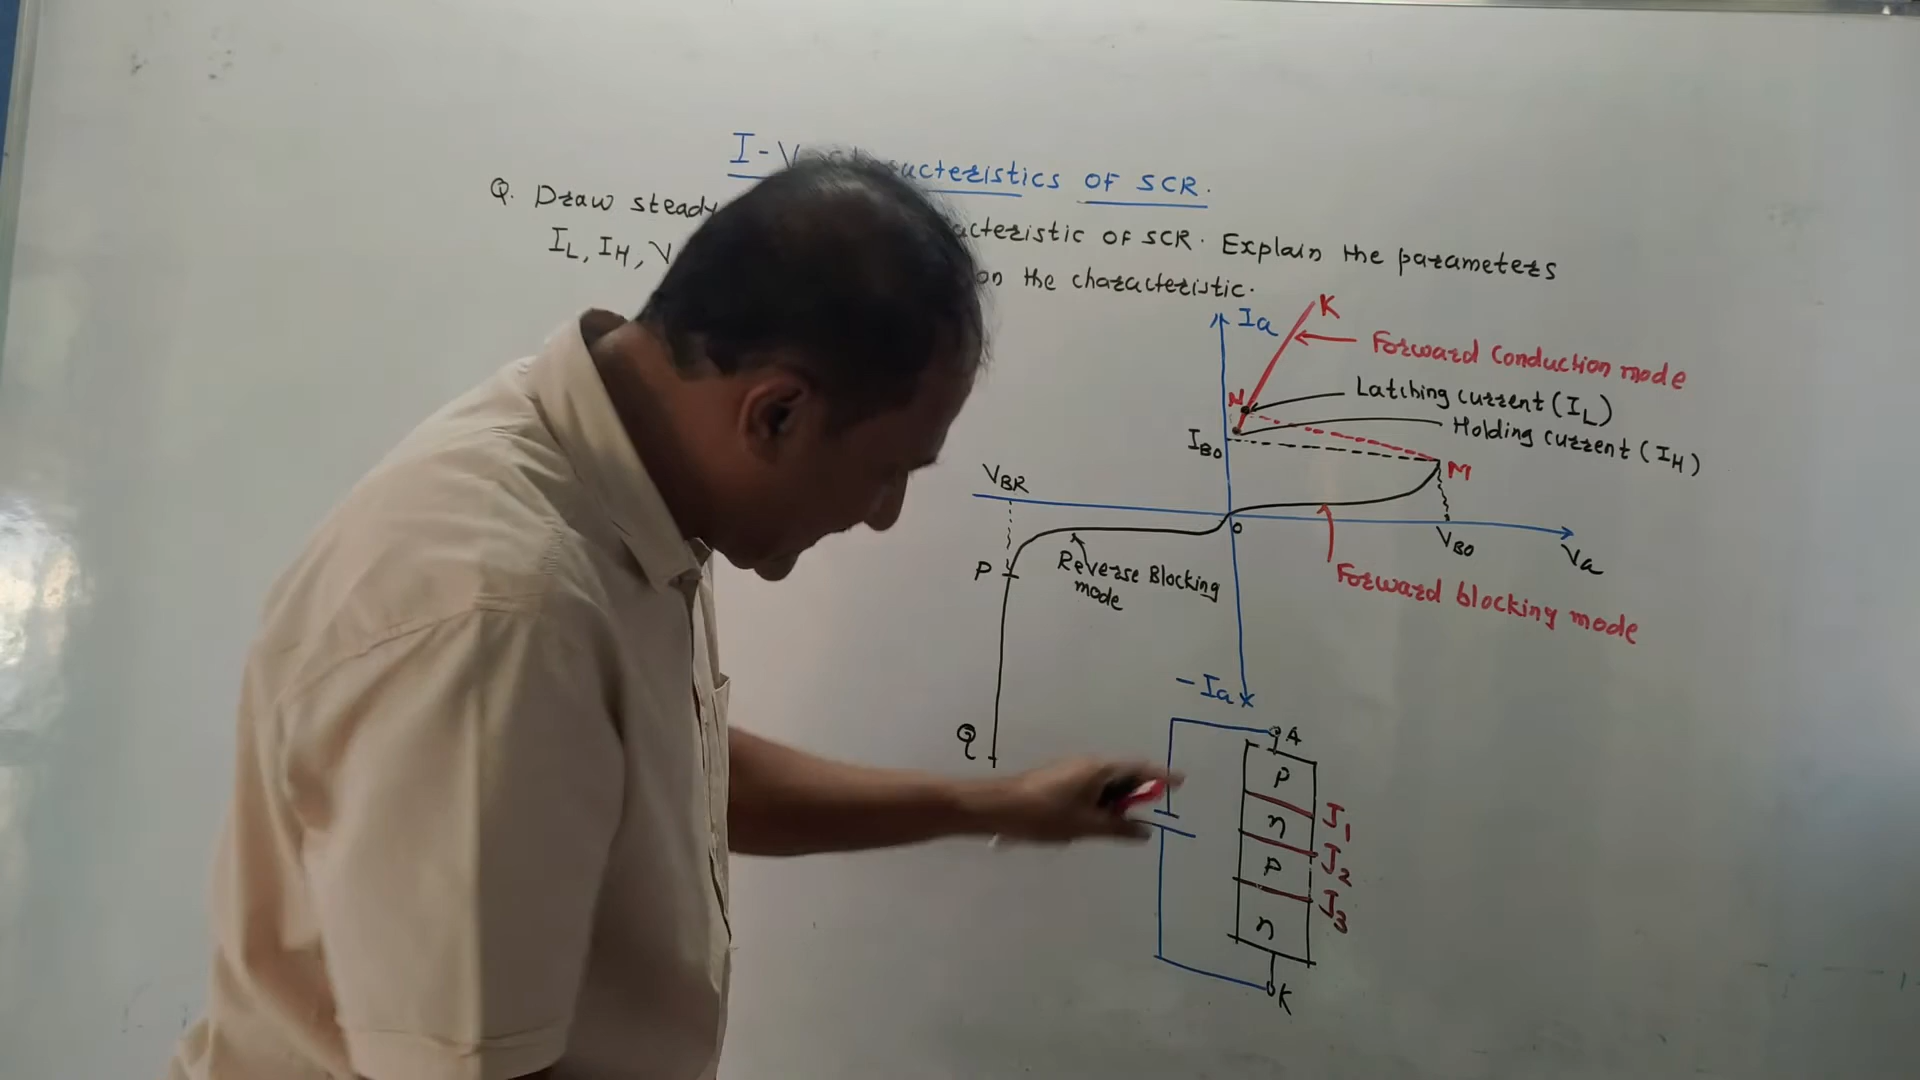 I-V acteristics OF SCR.
Q. Draw steady acteristic OF SCR. Explain the parameters
IL, IH, V on the characteristic.
K
Ia
Forward Conduction mode
N
Latching current (IL)
Holding current (IH)
IBO
M
VBR
O
VBO
Va
P
Reverse Blocking
mode
Forward blocking mode
-Ia
Q
A
P
n
J1
P
J2
n
J3
K